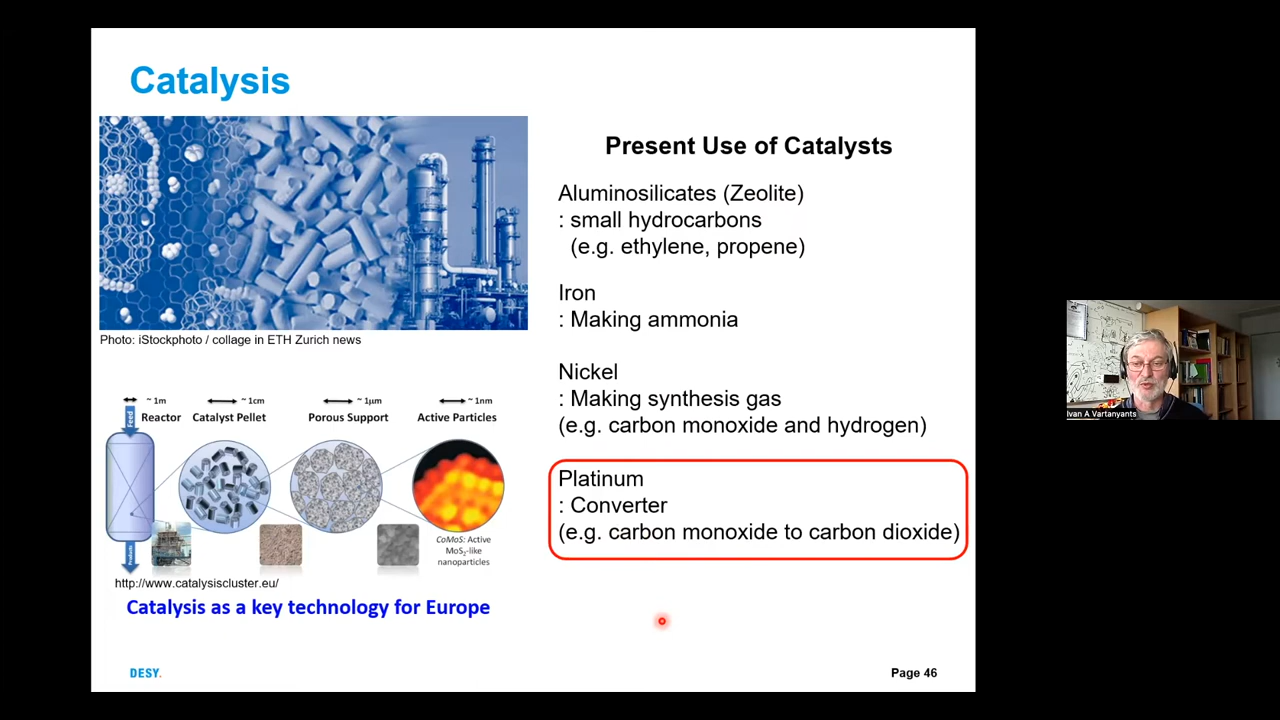 Catalysis
Photo: iStockphoto / collage in ETH Zurich news
Present Use of Catalysts
Aluminosilicates (Zeolite)
: small hydrocarbons
(e.g. ethylene, propene)
Iron
: Making ammonia
Nickel
: Making synthesis gas
(e.g. carbon monoxide and hydrogen)
Platinum
: Converter
(e.g. carbon monoxide to carbon dioxide)
~ 1m
~ 1cm
~ 1µm
~ 1nm
Feed
Reactor
Catalyst Pellet
Porous Support
Active Particles
Products
CoMoS: Active
MoS₂-like
nanoparticles
http://www.catalysiscluster.eu/
Catalysis as a key technology for Europe
DESY.
Page 46
Ivan A Vartanyants